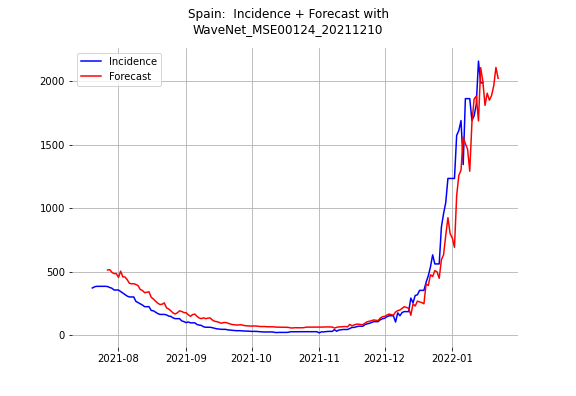 Spain:  Incidence + Forecast with
WaveNet_MSE00124_20211210
Incidence
Forecast
2000
1500
1000
500
0
2021-08
2021-09
2021-10
2021-11
2021-12
2022-01